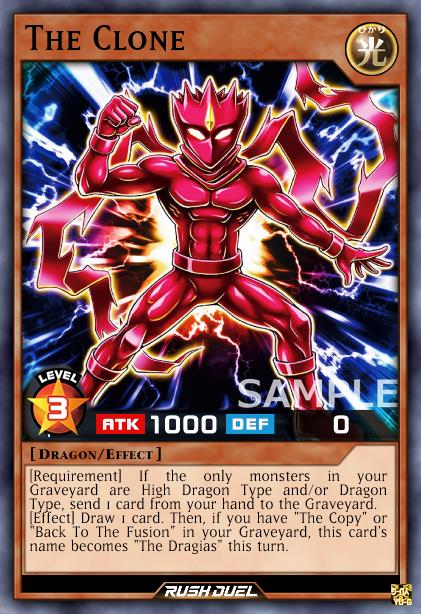 The Clone
ひかり
光
SAMPLE
LEVEL
3
ATK 1000 DEF 0
[Dragon/Effect]
[Requirement] If the only monsters in your
Graveyard are High Dragon Type and/or Dragon
Type, send 1 card from your hand to the Graveyard.
[Effect] Draw 1 card. Then, if you have "The Copy" or
"Back To The Fusion" in your Graveyard, this card's
name becomes "The Dragias" this turn.
RUSH DUEL